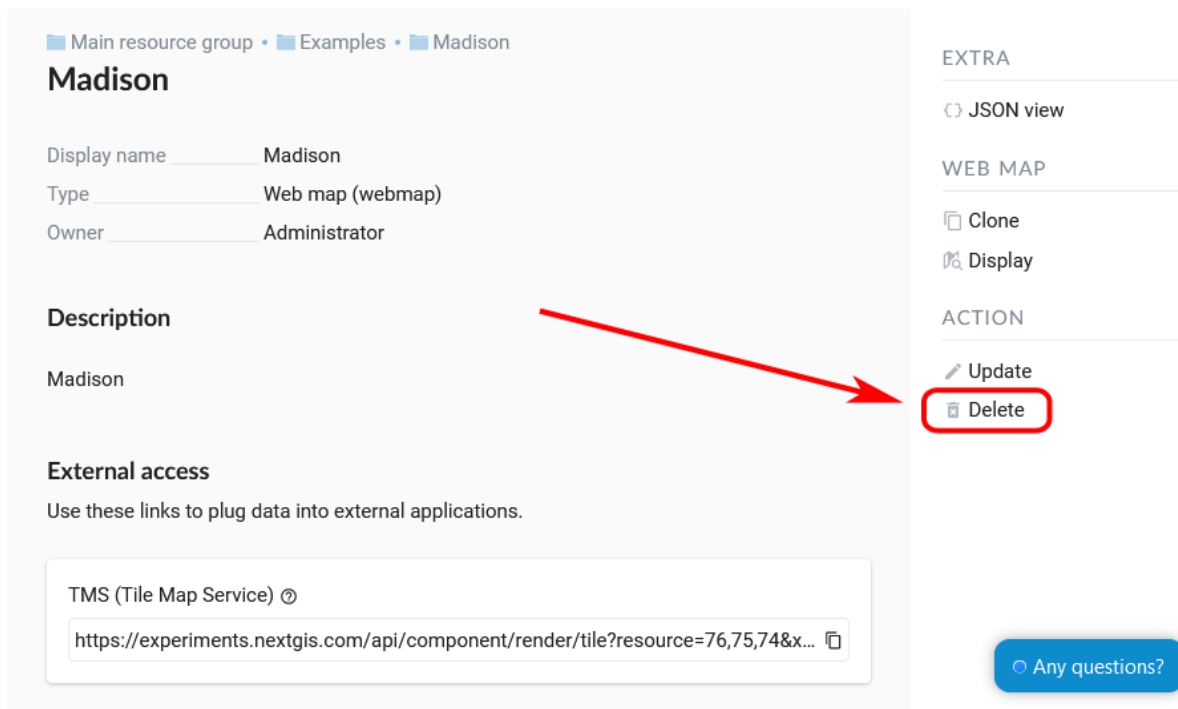 Main resource group • Examples • Madison
Madison
Display name Madison
Type Web map (webmap)
Owner Administrator
Description
Madison
External access
Use these links to plug data into external applications.
TMS (Tile Map Service)
https://experiments.nextgis.com/api/component/render/tile?resource=76,75,74&x...
EXTRA
JSON view
WEB MAP
Clone
Display
ACTION
Update
Delete
Any questions?